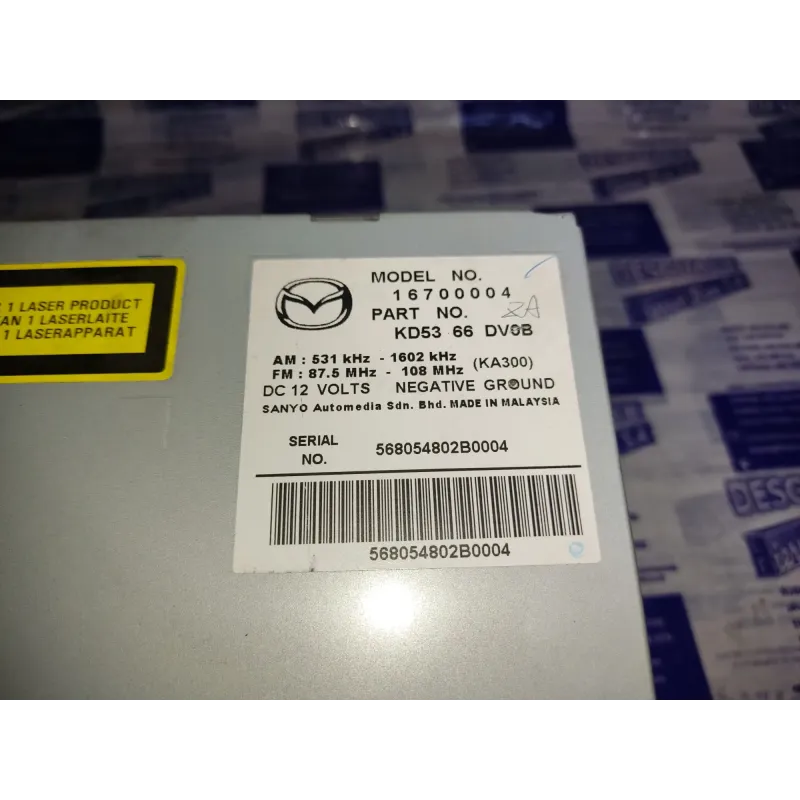 1 LASER PRODUCT
AN 1 LASERLAITE
1 LASERAPPARAT
MODEL NO.
16700004
PART NO.
KD53 66 DV0B
AM : 531 kHz - 1602 kHz
FM : 87.5 MHz - 108 MHz (KA300)
DC 12 VOLTS NEGATIVE GROUND
SANYO Automedia Sdn. Bhd. MADE IN MALAYSIA
SERIAL
NO.
568054802B0004
568054802B0004